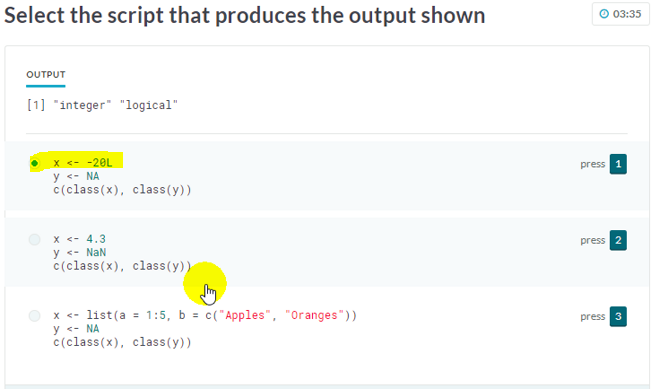 Select the script that produces the output shown
03:35
OUTPUT
[1] "integer" "logical"
x <- -20L
y <- NA
c(class(x), class(y))
press 1
x <- 4.3
y <- NaN
c(class(x), class(y))
press 2
x <- list(a = 1:5, b = c("Apples", "Oranges"))
y <- NA
c(class(x), class(y))
press 3